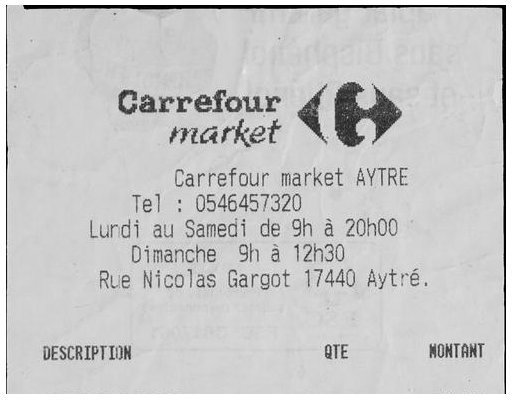 Carrefour
market
Carrefour market AYTRE
Tel : 0546457320
Lundi au Samedi de 9h à 20h00
Dimanche 9h à 12h30
Rue Nicolas Gargot 17440 Aytré.
DESCRIPTION QTE MONTANT